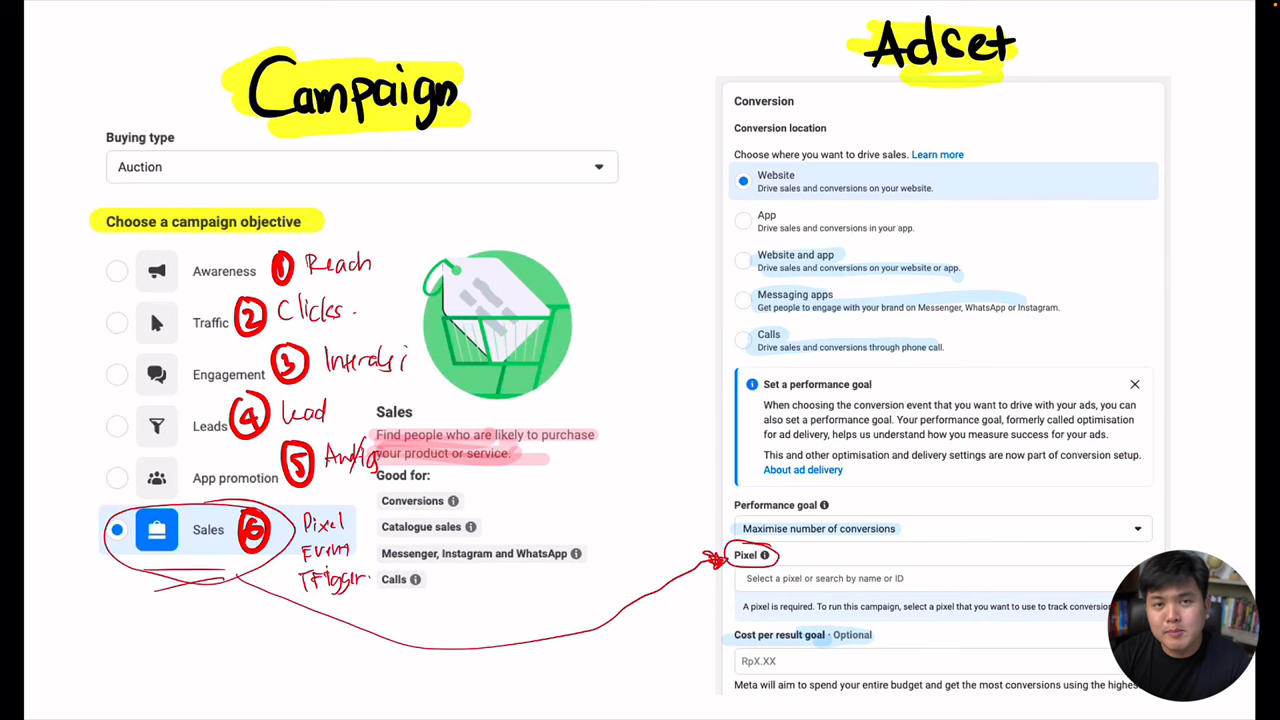 Campaign
Buying type
Auction
Choose a campaign objective
Awareness
1 Reach
Traffic
2 Clicks
Engagement
3
Leads
4 Lead
App promotion
5
Sales
6
Pixel
Event
Trigger
Sales
Find people who are likely to purchase
your product or service.
Good for:
Conversions
Catalogue sales
Messenger, Instagram and WhatsApp
Calls
Adset
Conversion
Conversion location
Choose where you want to drive sales. Learn more
Website
Drive sales and conversions on your website.
App
Drive sales and conversions in your app.
Website and app
Drive sales and conversions on your website or app.
Messaging apps
Get people to engage with your brand on Messenger, WhatsApp or Instagram.
Calls
Drive sales and conversions through phone call.
Set a performance goal
When choosing the conversion event that you want to drive with your ads, you can
also set a performance goal. Your performance goal, formerly called optimisation
for ad delivery, helps us understand how you measure success for your ads.
This and other optimisation and delivery settings are now part of conversion setup.
About ad delivery
Performance goal
Maximise number of conversions
Pixel
Select a pixel or search by name or ID
A pixel is required. To run this campaign, select a pixel that you want to use to track conversio
Cost per result goal · Optional
RpX.XX
Meta will aim to spend your entire budget and get the most conversions using the highes